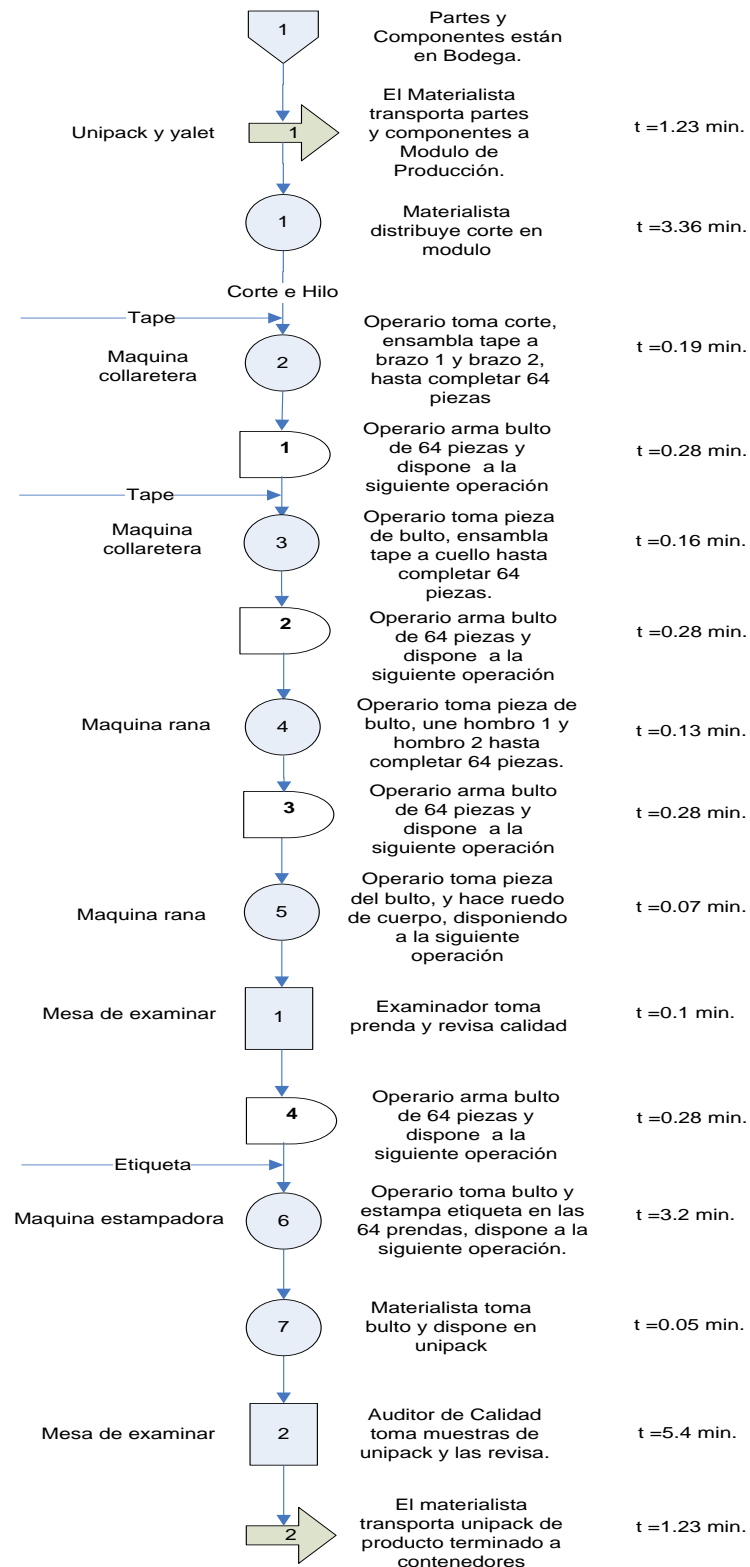 1
Partes y
Componentes están
en Bodega.
Unipack y yalet
1
El Materialista
transporta partes
y componentes a
Modulo de
Producción.
t =1.23 min.
1
Materialista
distribuye corte en
modulo
t =3.36 min.
Corte e Hilo
Tape
Maquina
collaretera
2
Operario toma corte,
ensambla tape a
brazo 1 y brazo 2,
hasta completar 64
piezas
t =0.19 min.
1
Operario arma bulto
de 64 piezas y
dispone a la
siguiente operación
t =0.28 min.
Tape
Maquina
collaretera
3
Operario toma pieza
de bulto, ensambla
tape a cuello hasta
completar 64
piezas.
t =0.16 min.
2
Operario arma bulto
de 64 piezas y
dispone a la
siguiente operación
t =0.28 min.
Maquina rana
4
Operario toma pieza de
bulto, une hombro 1 y
hombro 2 hasta
completar 64 piezas.
t =0.13 min.
3
Operario arma bulto
de 64 piezas y
dispone a la
siguiente operación
t =0.28 min.
Maquina rana
5
Operario toma pieza
del bulto, y hace ruedo
de cuerpo, disponiendo
a la siguiente
operación
t =0.07 min.
Mesa de examinar
1
Examinador toma
prenda y revisa calidad
t =0.1 min.
4
Operario arma bulto
de 64 piezas y
dispone a la
siguiente operación
t =0.28 min.
Etiqueta
Maquina estampadora
6
Operario toma bulto y
estampa etiqueta en las
64 prendas, dispone a la
siguiente operación.
t =3.2 min.
7
Materialista toma
bulto y dispone en
unipack
t =0.05 min.
Mesa de examinar
2
Auditor de Calidad
toma muestras de
unipack y las revisa.
t =5.4 min.
2
El materialista
transporta unipack de
producto terminado a
contenedores
t =1.23 min.